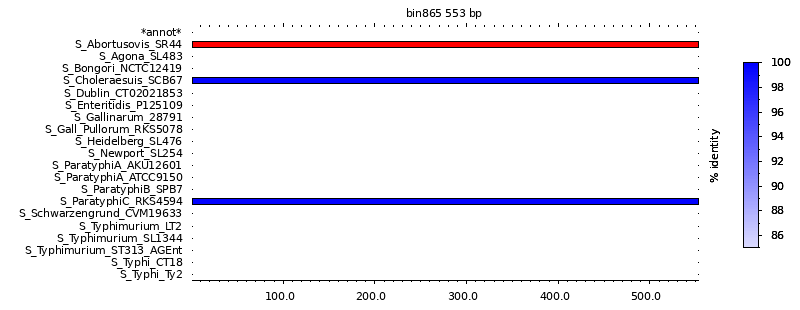 bin865 553 bp
*annot*
S_Abortusovis_SR44
S_Agona_SL483
S_Bongori_NCTC12419
S_Choleraesuis_SCB67
S_Dublin_CT02021853
S_Enteritidis_P125109
S_Gallinarum_28791
S_Gall_Pullorum_RKS5078
S_Heidelberg_SL476
S_Newport_SL254
S_ParatyphiA_AKU12601
S_ParatyphiA_ATCC9150
S_ParatyphiB_SPB7
S_ParatyphiC_RKS4594
S_Schwarzengrund_CVM19633
S_Typhimurium_LT2
S_Typhimurium_SL1344
S_Typhimurium_ST313_AGEnt
S_Typhi_CT18
S_Typhi_Ty2
100.0 200.0 300.0 400.0 500.0
% identity
100
98
96
94
92
90
88
86